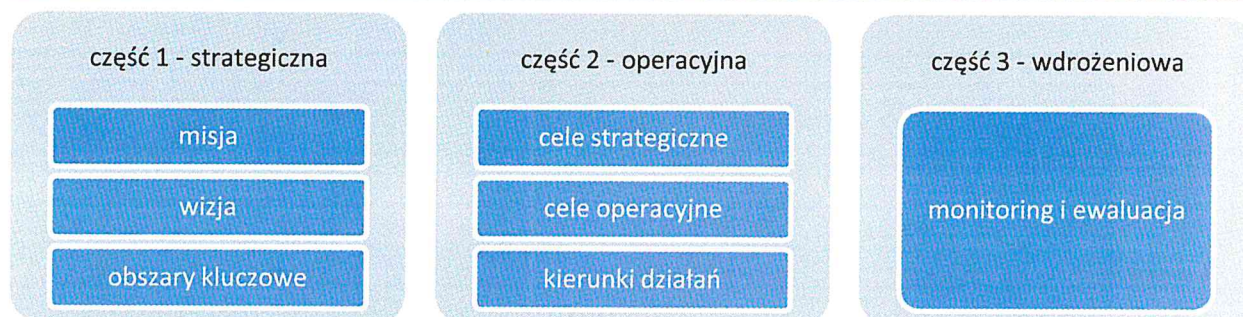 część 1 - strategiczna
misja
wizja
obszary kluczowe
część 2 - operacyjna
cele strategiczne
cele operacyjne
kierunki działań
część 3 - wdrożeniowa
monitoring i ewaluacja